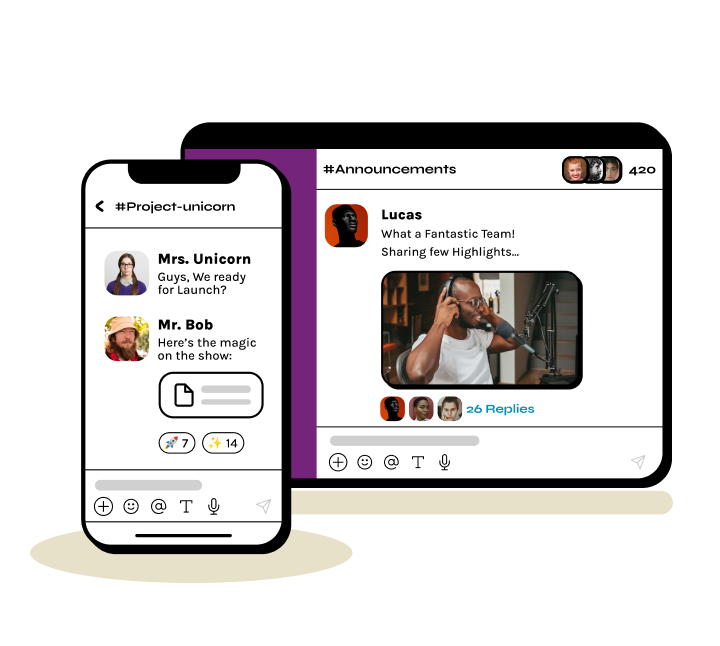 #Announcements
420
Lucas
What a Fantastic Team!
Sharing few Highlights...
26 Replies
#Project-unicorn
Mrs. Unicorn
Guys, We ready
for Launch?
Mr. Bob
Here's the magic
on the show:
🚀 7 ✨ 14